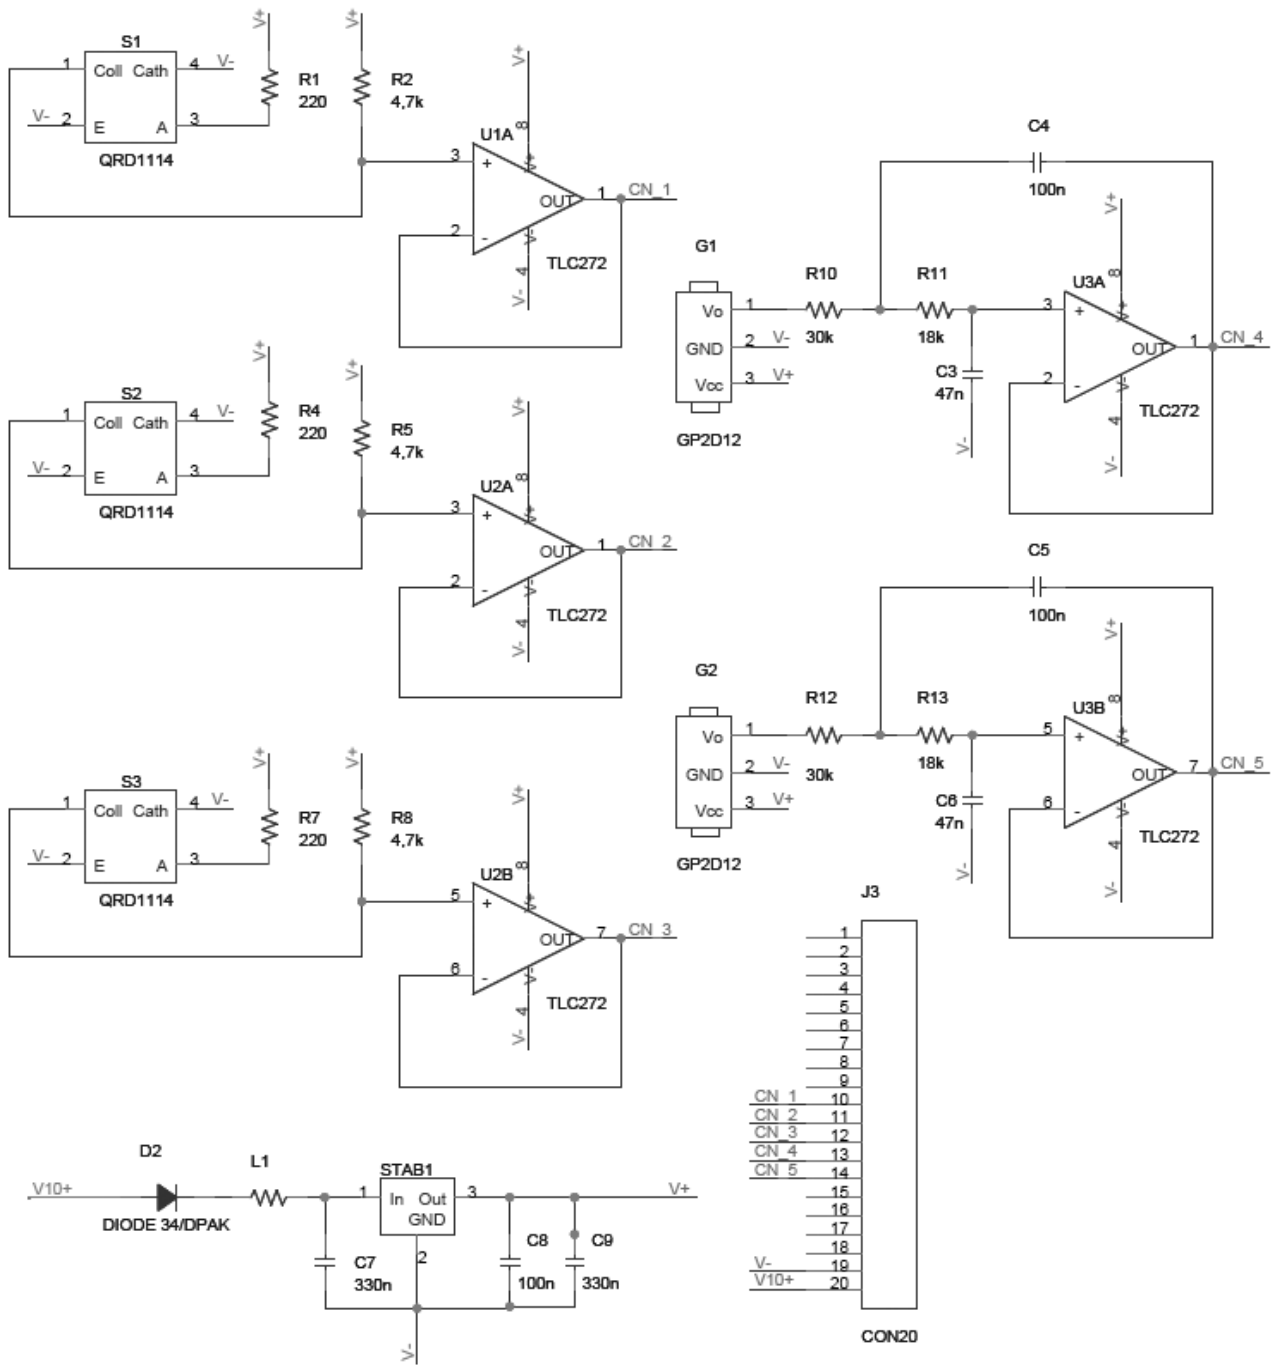 S1
1 Coll Cath 4 V-
V- 2 E A 3
QRD1114
V+
R1
220
V+
R2
4,7k
V+
8
U1A
3 +
V+
OUT 1 CN_1
2 -
V-
4
V-
TLC272
S2
1 Coll Cath 4 V-
V- 2 E A 3
QRD1114
V+
R4
220
V+
R5
4,7k
V+
8
U2A
3 +
V+
OUT 1 CN_2
2 -
V-
4
V-
TLC272
S3
1 Coll Cath 4 V-
V- 2 E A 3
QRD1114
V+
R7
220
V+
R8
4,7k
V+
8
U2B
5 +
V+
OUT 7 CN_3
6 -
V-
4
V-
TLC272
G1
Vo 1
GND 2 V-
Vcc 3 V+
GP2D12
R10
30k
R11
18k
C3
47n
V-
C4
100n
V+
8
U3A
3 +
V+
OUT 1 CN_4
2 -
V-
4
V-
TLC272
G2
Vo 1
GND 2 V-
Vcc 3 V+
GP2D12
R12
30k
R13
18k
C6
47n
V-
C5
100n
V+
8
U3B
5 +
V+
OUT 7 CN_5
6 -
V-
4
V-
TLC272
D2
V10+
DIODE 34/DPAK
L1
STAB1
1 In Out 3
GND
2
V+
C7
330n
C8
100n
C9
330n
V-
J3
1
2
3
4
5
6
7
8
9
CN_1 10
CN_2 11
CN_3 12
CN_4 13
CN_5 14
15
16
17
18
V- 19
V10+ 20
CON20